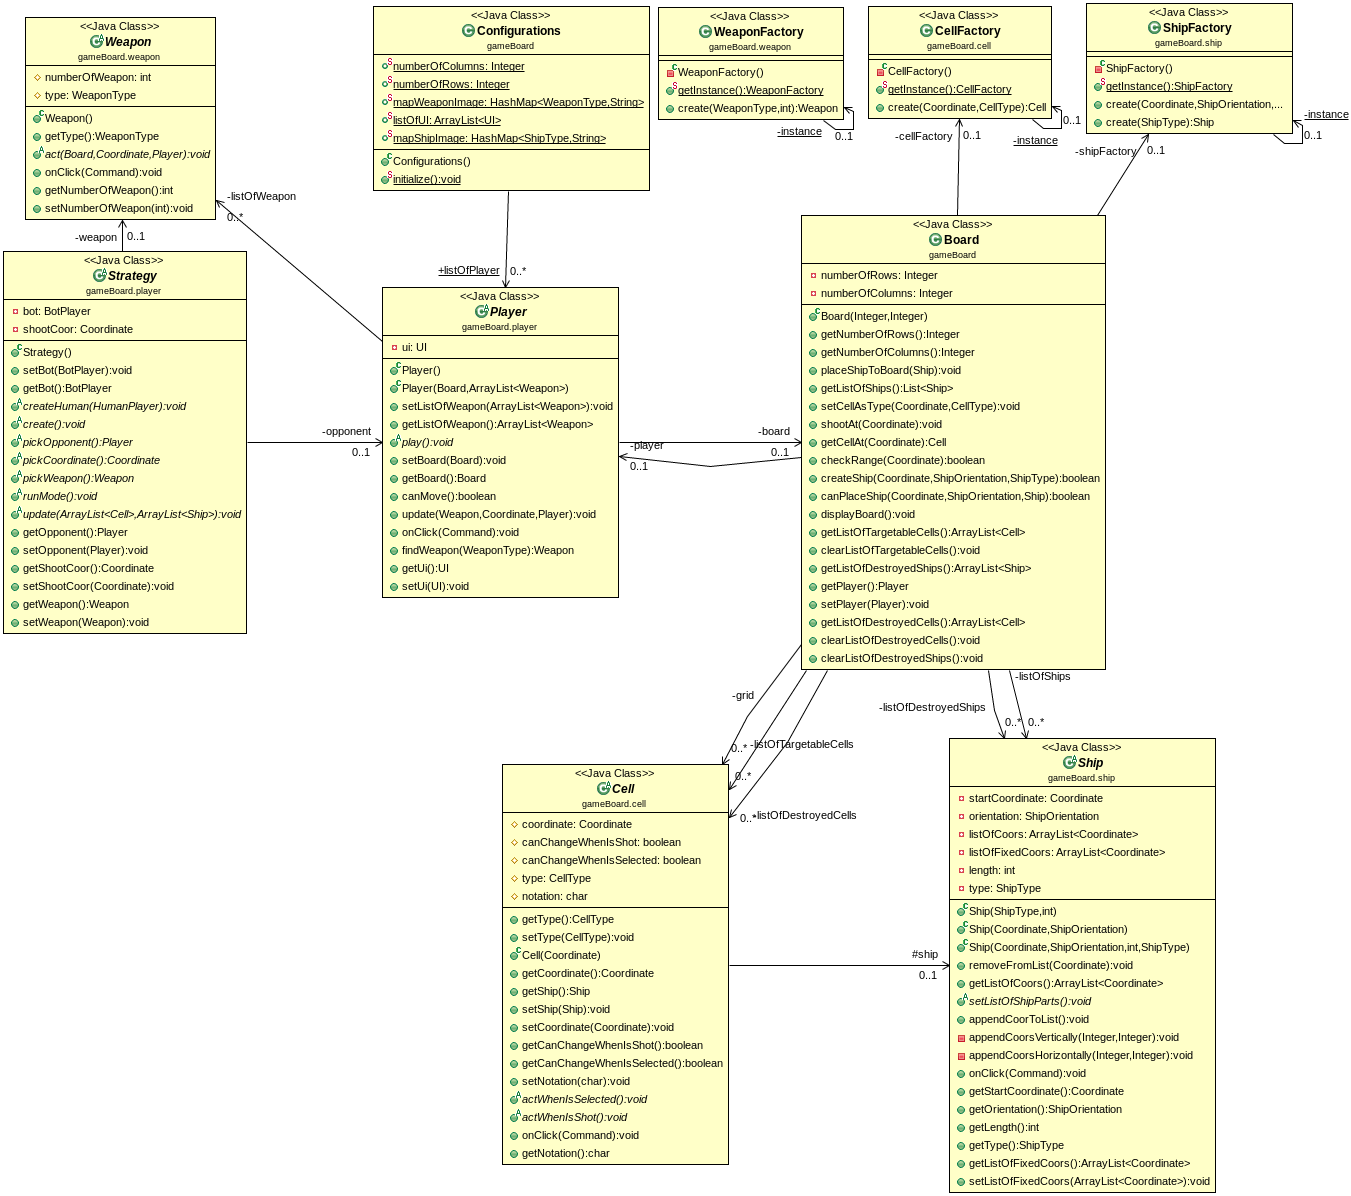 <<Java Class>>
Weapon
gameBoard.weapon
numberOfWeapon: int
type: WeaponType
Weapon()
getType():WeaponType
act(Board,Coordinate,Player):void
onClick(Command):void
getNumberOfWeapon():int
setNumberOfWeapon(int):void
<<Java Class>>
Configurations
gameBoard
numberOfColumns: Integer
numberOfRows: Integer
mapWeaponImage: HashMap<WeaponType,String>
listOfUI: ArrayList<UI>
mapShipImage: HashMap<ShipType,String>
Configurations()
initialize():void
<<Java Class>>
WeaponFactory
gameBoard.weapon
WeaponFactory()
getInstance():WeaponFactory
create(WeaponType,int):Weapon
-instance
0..1
<<Java Class>>
CellFactory
gameBoard.cell
CellFactory()
getInstance():CellFactory
create(Coordinate,CellType):Cell
0..1
-instance
-cellFactory
0..1
<<Java Class>>
ShipFactory
gameBoard.ship
ShipFactory()
getInstance():ShipFactory
create(Coordinate,ShipOrientation,...
create(ShipType):Ship
-instance
0..1
-shipFactory
0..1
-listOfWeapon
0..*
-weapon
0..1
<<Java Class>>
Strategy
gameBoard.player
bot: BotPlayer
shootCoor: Coordinate
Strategy()
setBot(BotPlayer):void
getBot():BotPlayer
createHuman(HumanPlayer):void
create():void
pickOpponent():Player
pickCoordinate():Coordinate
pickWeapon():Weapon
runMode():void
update(ArrayList<Cell>,ArrayList<Ship>):void
getOpponent():Player
setOpponent(Player):void
getShootCoor():Coordinate
setShootCoor(Coordinate):void
getWeapon():Weapon
setWeapon(Weapon):void
-opponent
0..1
+listOfPlayer
0..*
<<Java Class>>
Player
gameBoard.player
ui: UI
Player()
Player(Board,ArrayList<Weapon>)
setListOfWeapon(ArrayList<Weapon>):void
getListOfWeapon():ArrayList<Weapon>
play():void
setBoard(Board):void
getBoard():Board
canMove():boolean
update(Weapon,Coordinate,Player):void
onClick(Command):void
findWeapon(WeaponType):Weapon
getUi():UI
setUi(UI):void
-board
0..1
-player
0..1
<<Java Class>>
Board
gameBoard
numberOfRows: Integer
numberOfColumns: Integer
Board(Integer,Integer)
getNumberOfRows():Integer
getNumberOfColumns():Integer
placeShipToBoard(Ship):void
getListOfShips():List<Ship>
setCellAsType(Coordinate,CellType):void
shootAt(Coordinate):void
getCellAt(Coordinate):Cell
checkRange(Coordinate):boolean
createShip(Coordinate,ShipOrientation,ShipType):boolean
canPlaceShip(Coordinate,ShipOrientation,Ship):boolean
displayBoard():void
getListOfTargetableCells():ArrayList<Cell>
clearListOfTargetableCells():void
getListOfDestroyedShips():ArrayList<Ship>
getPlayer():Player
setPlayer(Player):void
getListOfDestroyedCells():ArrayList<Cell>
clearListOfDestroyedCells():void
clearListOfDestroyedShips():void
-grid
0..*
-listOfTargetableCells
0..*
-listOfDestroyedCells
0..*
-listOfDestroyedShips
0..*
-listOfShips
0..*
<<Java Class>>
Cell
gameBoard.cell
coordinate: Coordinate
canChangeWhenIsShot: boolean
canChangeWhenIsSelected: boolean
type: CellType
notation: char
getType():CellType
setType(CellType):void
Cell(Coordinate)
getCoordinate():Coordinate
getShip():Ship
setShip(Ship):void
setCoordinate(Coordinate):void
getCanChangeWhenIsShot():boolean
getCanChangeWhenIsSelected():boolean
setNotation(char):void
actWhenIsSelected():void
actWhenIsShot():void
onClick(Command):void
getNotation():char
#ship
0..1
<<Java Class>>
Ship
gameBoard.ship
startCoordinate: Coordinate
orientation: ShipOrientation
listOfCoors: ArrayList<Coordinate>
listOfFixedCoors: ArrayList<Coordinate>
length: int
type: ShipType
Ship(ShipType,int)
Ship(Coordinate,ShipOrientation)
Ship(Coordinate,ShipOrientation,int,ShipType)
removeFromList(Coordinate):void
getListOfCoors():ArrayList<Coordinate>
setListOfShipParts():void
appendCoorToList():void
appendCoorsVertically(Integer,Integer):void
appendCoorsHorizontally(Integer,Integer):void
onClick(Command):void
getStartCoordinate():Coordinate
getOrientation():ShipOrientation
getLength():int
getType():ShipType
getListOfFixedCoors():ArrayList<Coordinate>
setListOfFixedCoors(ArrayList<Coordinate>):void